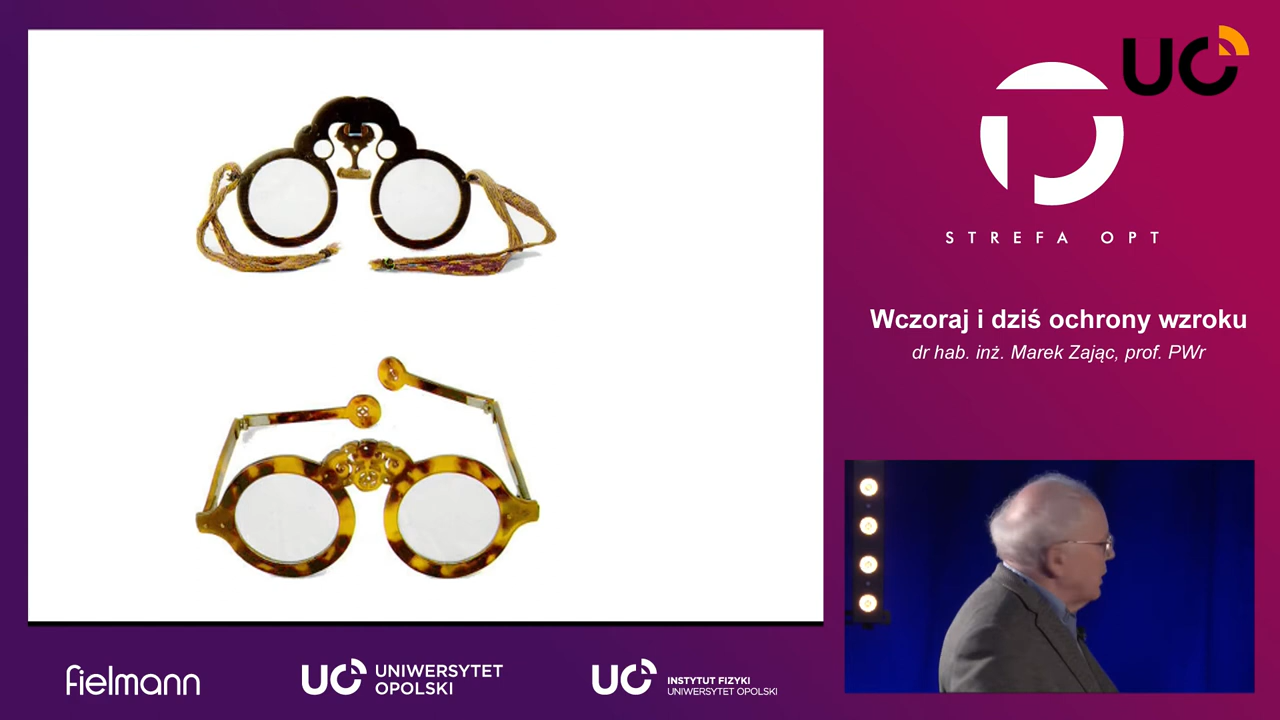 UO
STREFA OPT
Wczoraj i dziś ochrony wzroku
dr hab. inż. Marek Zając, prof. PWr
fielmann
UO UNIWERSYTET
OPOLSKI
UO INSTYTUT FIZYKI
UNIWERSYTET OPOLSKI